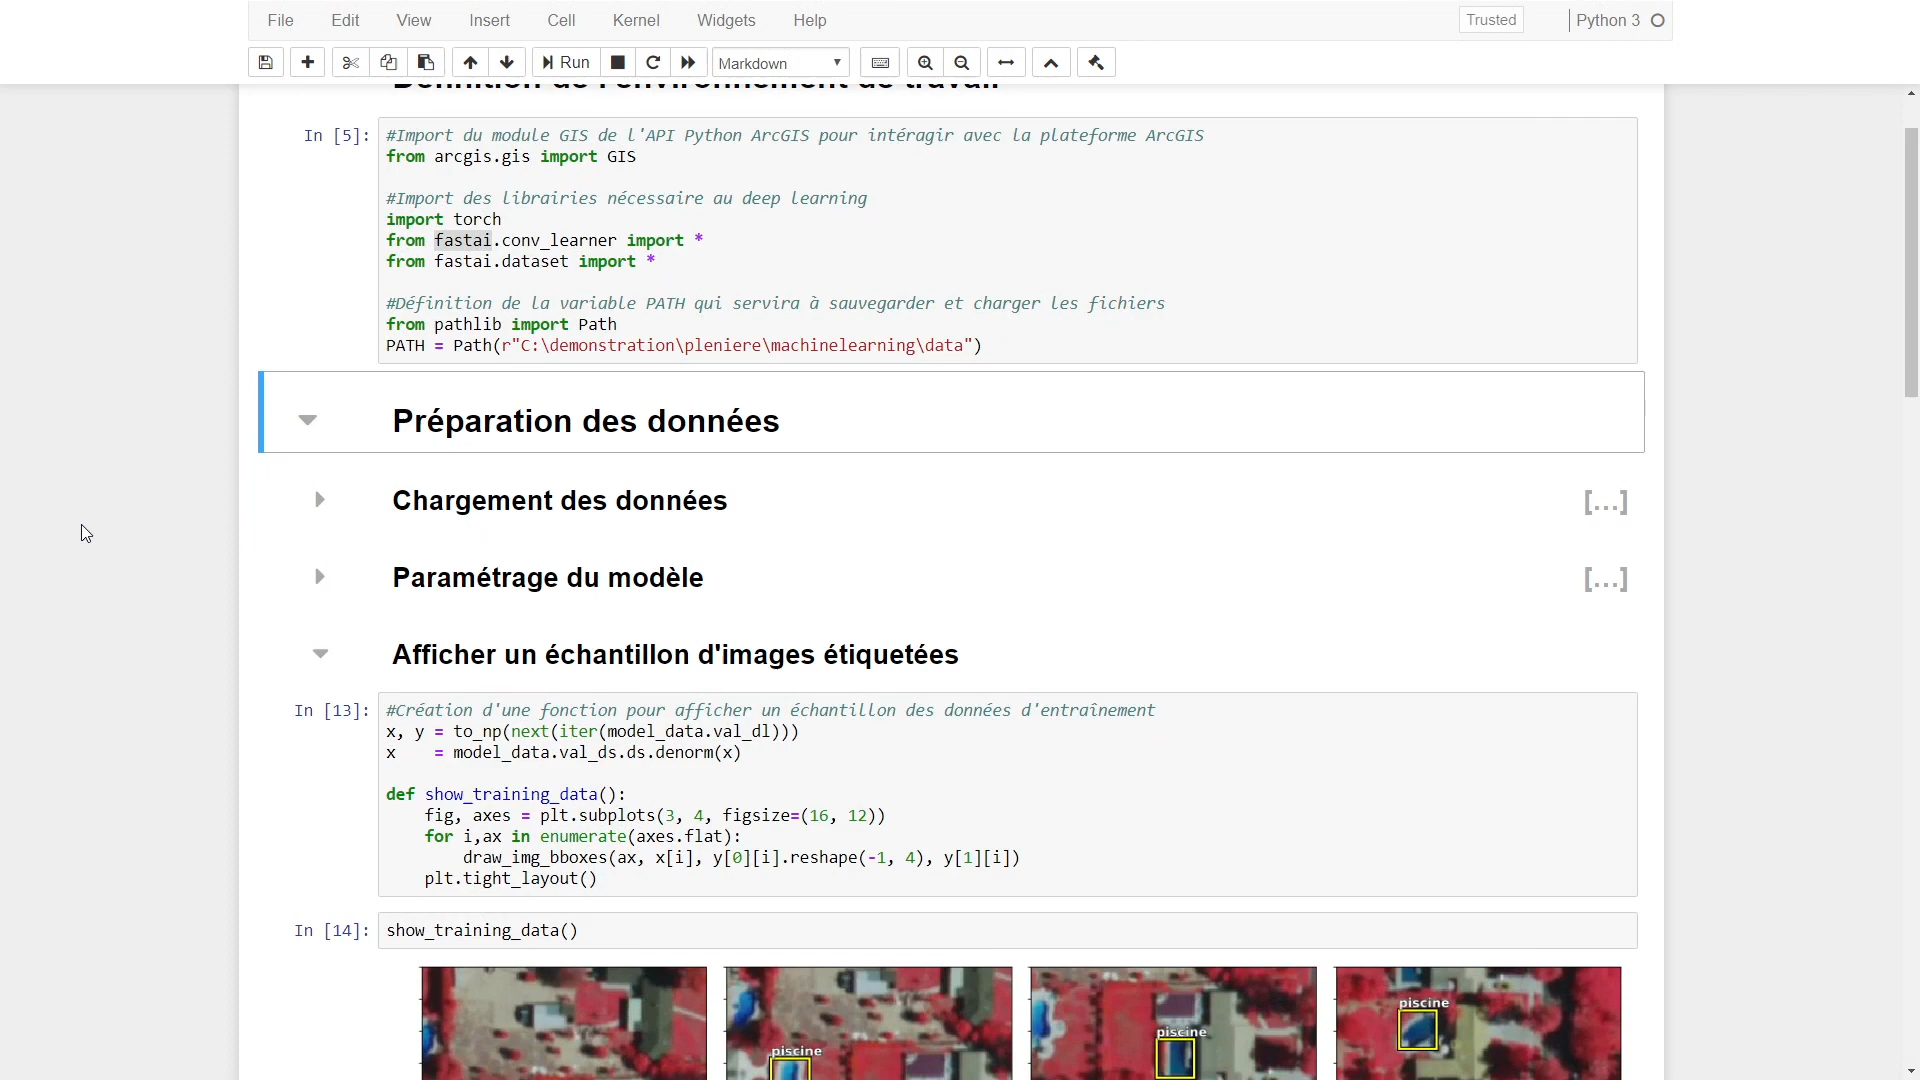 File Edit View Insert Cell Kernel Widgets Help Trusted Python 3
Run Markdown
Définition de l'environnement de travail
In [5]: #Import du module GIS de l'API Python ArcGIS pour intéragir avec la plateforme ArcGIS
from arcgis.gis import GIS
#Import des librairies nécessaire au deep learning
import torch
from fastai.conv_learner import *
from fastai.dataset import *
#Définition de la variable PATH qui servira à sauvegarder et charger les fichiers
from pathlib import Path
PATH = Path(r"C:\demonstration\pleniere\machinelearning\data")
Préparation des données
Chargement des données [...]
Paramétrage du modèle [...]
Afficher un échantillon d'images étiquetées
In [13]: #Création d'une fonction pour afficher un échantillon des données d'entraînement
x, y = to_np(next(iter(model_data.val_dl)))
x    = model_data.val_ds.ds.denorm(x)
def show_training_data():
    fig, axes = plt.subplots(3, 4, figsize=(16, 12))
    for i,ax in enumerate(axes.flat):
        draw_img_bboxes(ax, x[i], y[0][i].reshape(-1, 4), y[1][i])
    plt.tight_layout()
In [14]: show_training_data()
piscine
piscine
piscine